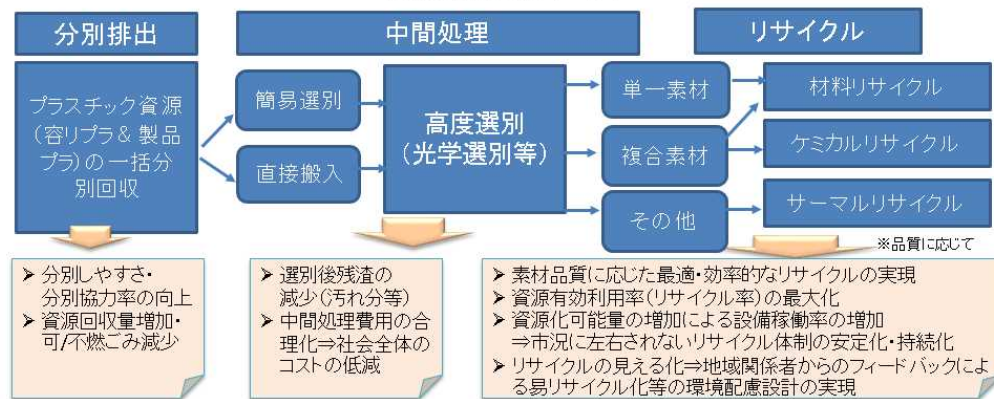 分別排出
中間処理
リサイクル
プラスチック資源
(容リプラ& 製品
プラ)の一括分
別回収
簡易選別
直接搬入
高度選別
(光学選別等)
単一素材
複合素材
その他
材料リサイクル
ケミカルリサイクル
サーマルリサイクル
※品質に応じて
➢ 分別しやすさ・
分別協力率の向上
➢ 資源回収量増加・
可/不燃ごみ減少
➢ 選別後残渣の
減少(汚れ分等)
➢ 中間処理費用の合
理化⇒社会全体の
コストの低減
➢ 素材品質に応じた最適・効率的なリサイクルの実現
➢ 資源有効利用率(リサイクル率)の最大化
➢ 資源化可能量の増加による設備稼働率の増加
⇒市況に左右されないリサイクル体制の安定化・持続化
➢ リサイクルの見える化⇒地域関係者からのフィードバックによ
る易リサイクル化等の環境配慮設計の実現